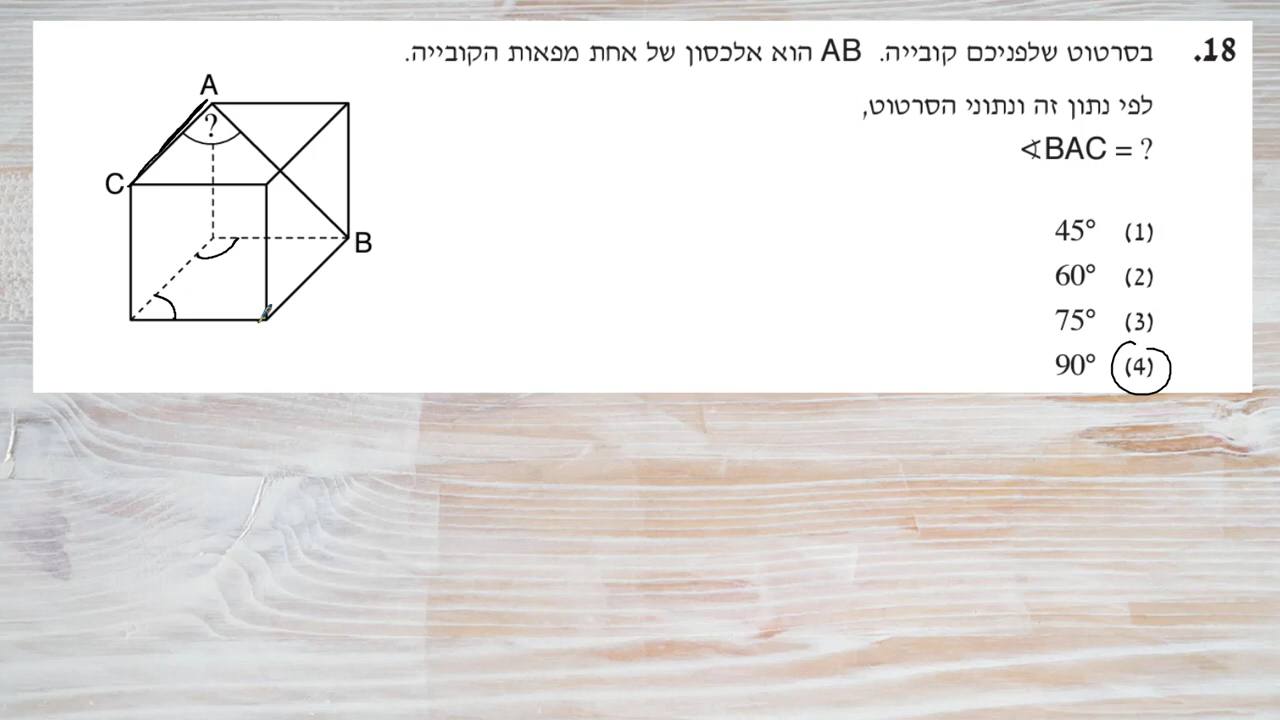 18. בסרטוט שלפניכם קובייה. AB הוא אלכסון של אחת מפאות הקובייה.
לפי נתון זה ונתוני הסרטוט,
∢BAC = ?
(1) 45°
(2) 60°
(3) 75°
(4) 90°
A
?
C
B